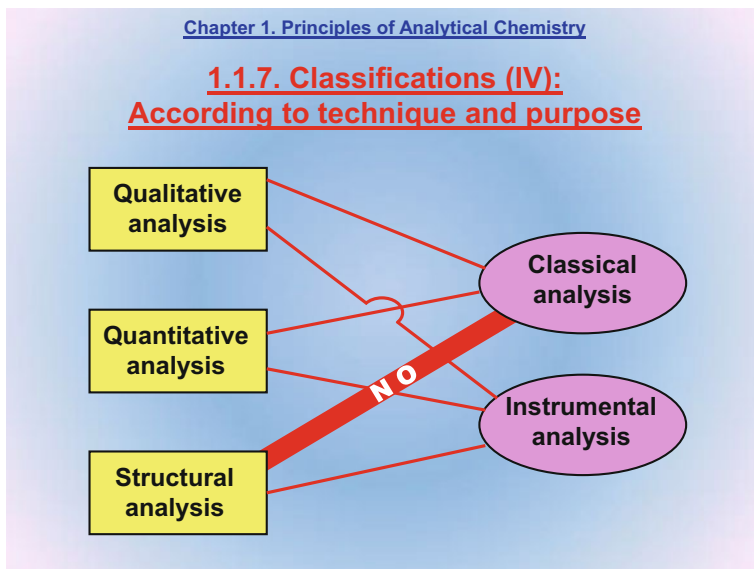 Chapter 1. Principles of Analytical Chemistry
1.1.7. Classifications (IV):
According to technique and purpose
Qualitative
analysis
Classical
analysis
Quantitative
analysis
NO
Instrumental
analysis
Structural
analysis